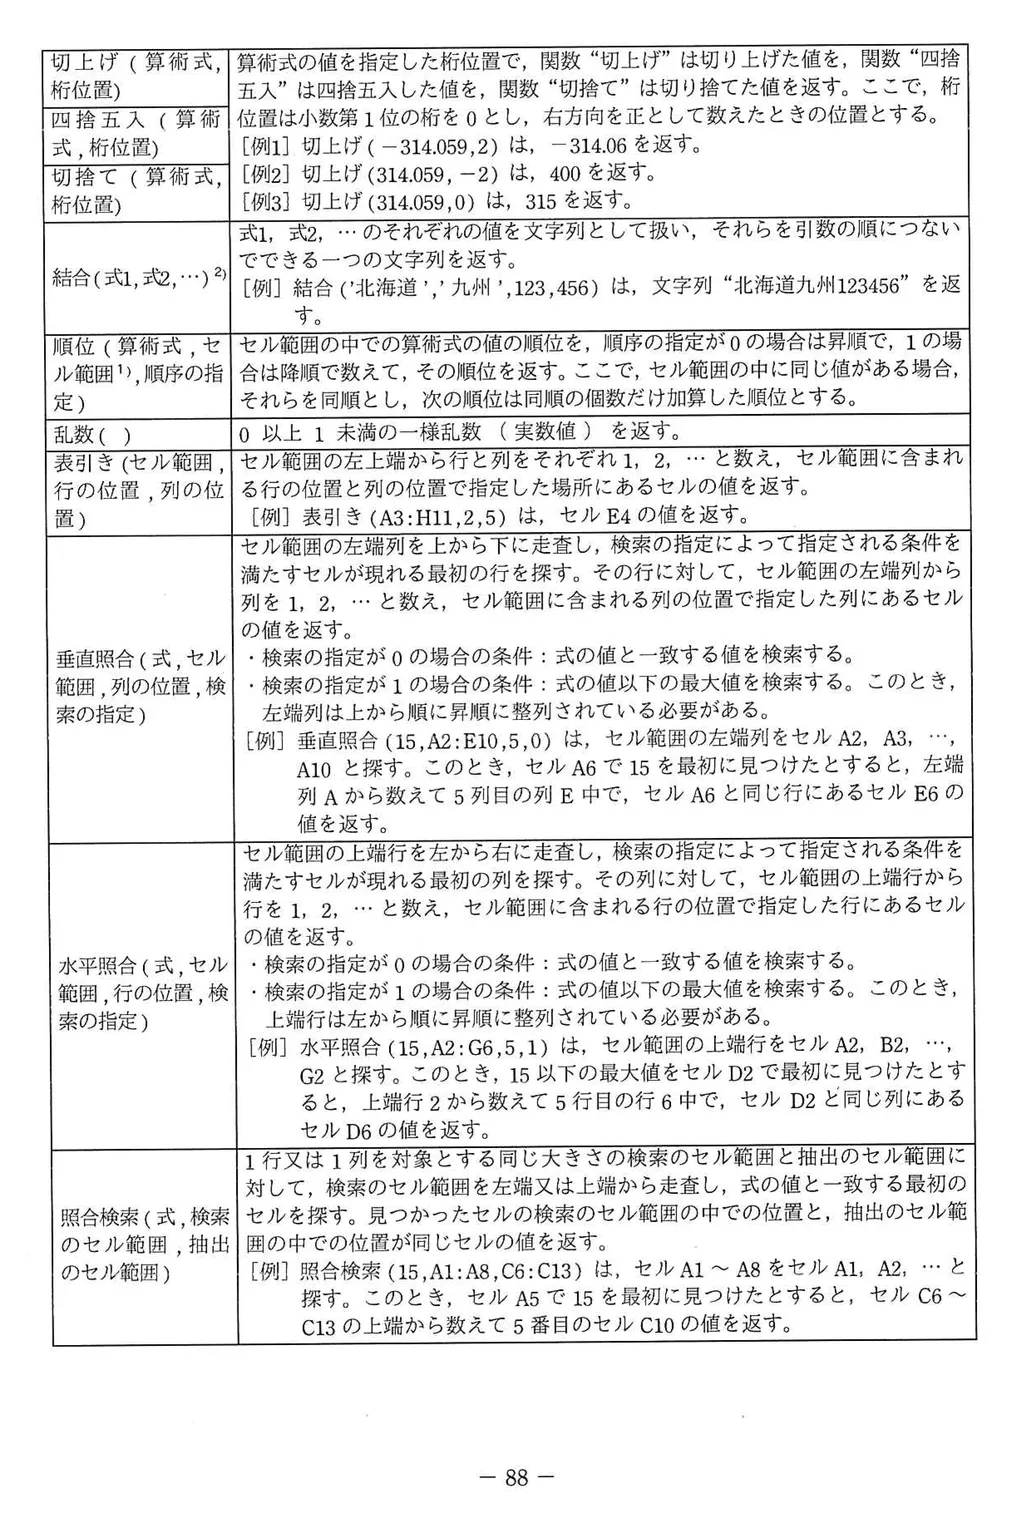 切上げ(算術式,
桁位置)
四捨五入(算術
式,桁位置)
切捨て(算術式,
桁位置)
算術式の値を指定した桁位置で，関数“切上げ”は切り上げた値を，関数“四捨
五入”は四捨五入した値を，関数“切捨て”は切り捨てた値を返す。ここで，桁
位置は小数第1位の桁を0とし，右方向を正として数えたときの位置とする。
［例1］切上げ(−314.059,2)は，−314.06を返す。
［例2］切上げ(314.059,−2)は，400を返す。
［例3］切上げ(314.059,0)は，315を返す。
結合(式1,式2,…)2)
式1，式2，…のそれぞれの値を文字列として扱い，それらを引数の順につない
でできる一つの文字列を返す。
［例］結合('北海道','九州',123,456)は，文字列“北海道九州123456”を返
す。
順位(算術式,セ
ル範囲1),順序の指
定)
セル範囲の中での算術式の値の順位を，順序の指定が0の場合は昇順で，1の場
合は降順で数えて，その順位を返す。ここで，セル範囲の中に同じ値がある場合，
それらを同順とし，次の順位は同順の個数だけ加算した順位とする。
乱数( )
0 以上 1 未満の一様乱数（実数値）を返す。
表引き(セル範囲,
行の位置,列の位
置)
セル範囲の左上端から行と列をそれぞれ1，2，…と数え，セル範囲に含まれ
る行の位置と列の位置で指定した場所にあるセルの値を返す。
［例］表引き(A3:H11,2,5)は，セルE4の値を返す。
垂直照合(式,セル
範囲,列の位置,検
索の指定)
セル範囲の左端列を上から下に走査し，検索の指定によって指定される条件を
満たすセルが現れる最初の行を探す。その行に対して，セル範囲の左端列から
列を1，2，…と数え，セル範囲に含まれる列の位置で指定した列にあるセル
の値を返す。
・検索の指定が0の場合の条件：式の値と一致する値を検索する。
・検索の指定が1の場合の条件：式の値以下の最大値を検索する。このとき，
左端列は上から順に昇順に整列されている必要がある。
［例］垂直照合(15,A2:E10,5,0)は，セル範囲の左端列をセルA2，A3，…，
A10と探す。このとき，セルA6で15を最初に見つけたとすると，左端
列Aから数えて5列目の列E中で，セルA6と同じ行にあるセルE6の
値を返す。
水平照合(式,セル
範囲,行の位置,検
索の指定)
セル範囲の上端行を左から右に走査し，検索の指定によって指定される条件を
満たすセルが現れる最初の列を探す。その列に対して，セル範囲の上端行から
行を1，2，…と数え，セル範囲に含まれる行の位置で指定した行にあるセル
の値を返す。
・検索の指定が0の場合の条件：式の値と一致する値を検索する。
・検索の指定が1の場合の条件：式の値以下の最大値を検索する。このとき，
上端行は左から順に昇順に整列されている必要がある。
［例］水平照合(15,A2:G6,5,1)は，セル範囲の上端行をセルA2，B2，…，
G2と探す。このとき，15以下の最大値をセルD2で最初に見つけたとす
ると，上端行2から数えて5行目の行6中で，セルD2と同じ列にある
セルD6の値を返す。
照合検索(式,検索
のセル範囲,抽出
のセル範囲)
1行又は1列を対象とする同じ大きさの検索のセル範囲と抽出のセル範囲に
対して，検索のセル範囲を左端又は上端から走査し，式の値と一致する最初の
セルを探す。見つかったセルの検索のセル範囲の中での位置と，抽出のセル範
囲の中での位置が同じセルの値を返す。
［例］照合検索(15,A1:A8,C6:C13)は，セルA1～A8をセルA1，A2，…と
探す。このとき，セルA5で15を最初に見つけたとすると，セルC6～
C13の上端から数えて5番目のセルC10の値を返す。
— 88 —